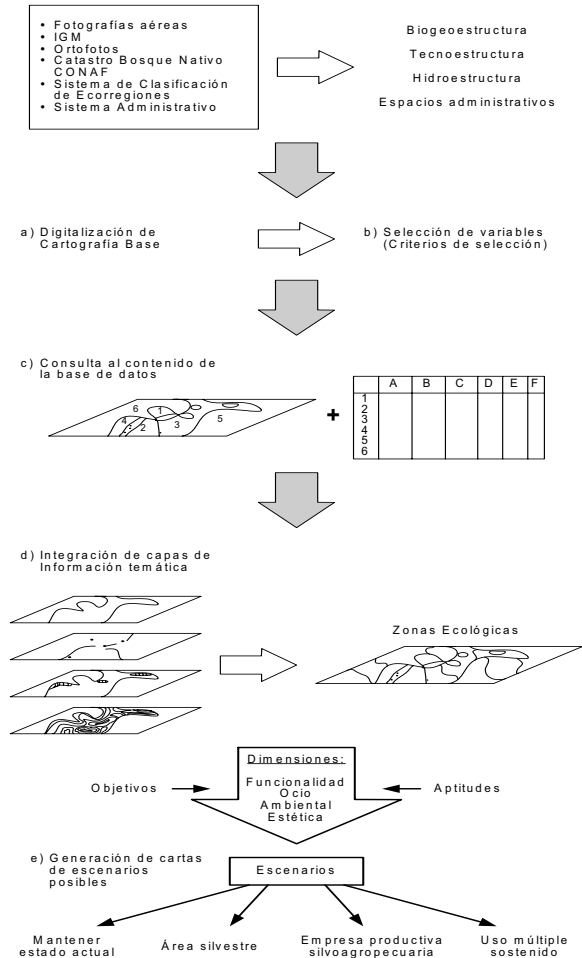 • Fotografías aéreas
• IGM
• Ortofotos
• Catastro Bosque Nativo
CONAF
• Sistema de Clasificación
de Ecorregiones
• Sistema Administrativo
Biogeoestructura
Tecnoestructura
Hidroestructura
Espacios administrativos
a) Digitalización de
Cartografía Base
b) Selección de variables
(Criterios de selección)
c) Consulta al contenido de
la base de datos
6 1 4 2 3 5
+
A B C D E F
1
2
3
4
5
6
d) Integración de capas de
Información temática
Zonas Ecológicas
Dimensiones:
Funcionalidad
Ocio
Ambiental
Estética
Objetivos
Aptitudes
e) Generación de cartas
de escenarios
posibles
Escenarios
Mantener
estado actual
Área silvestre
Empresa productiva
silvoagropecuaria
Uso múltiple
sostenido